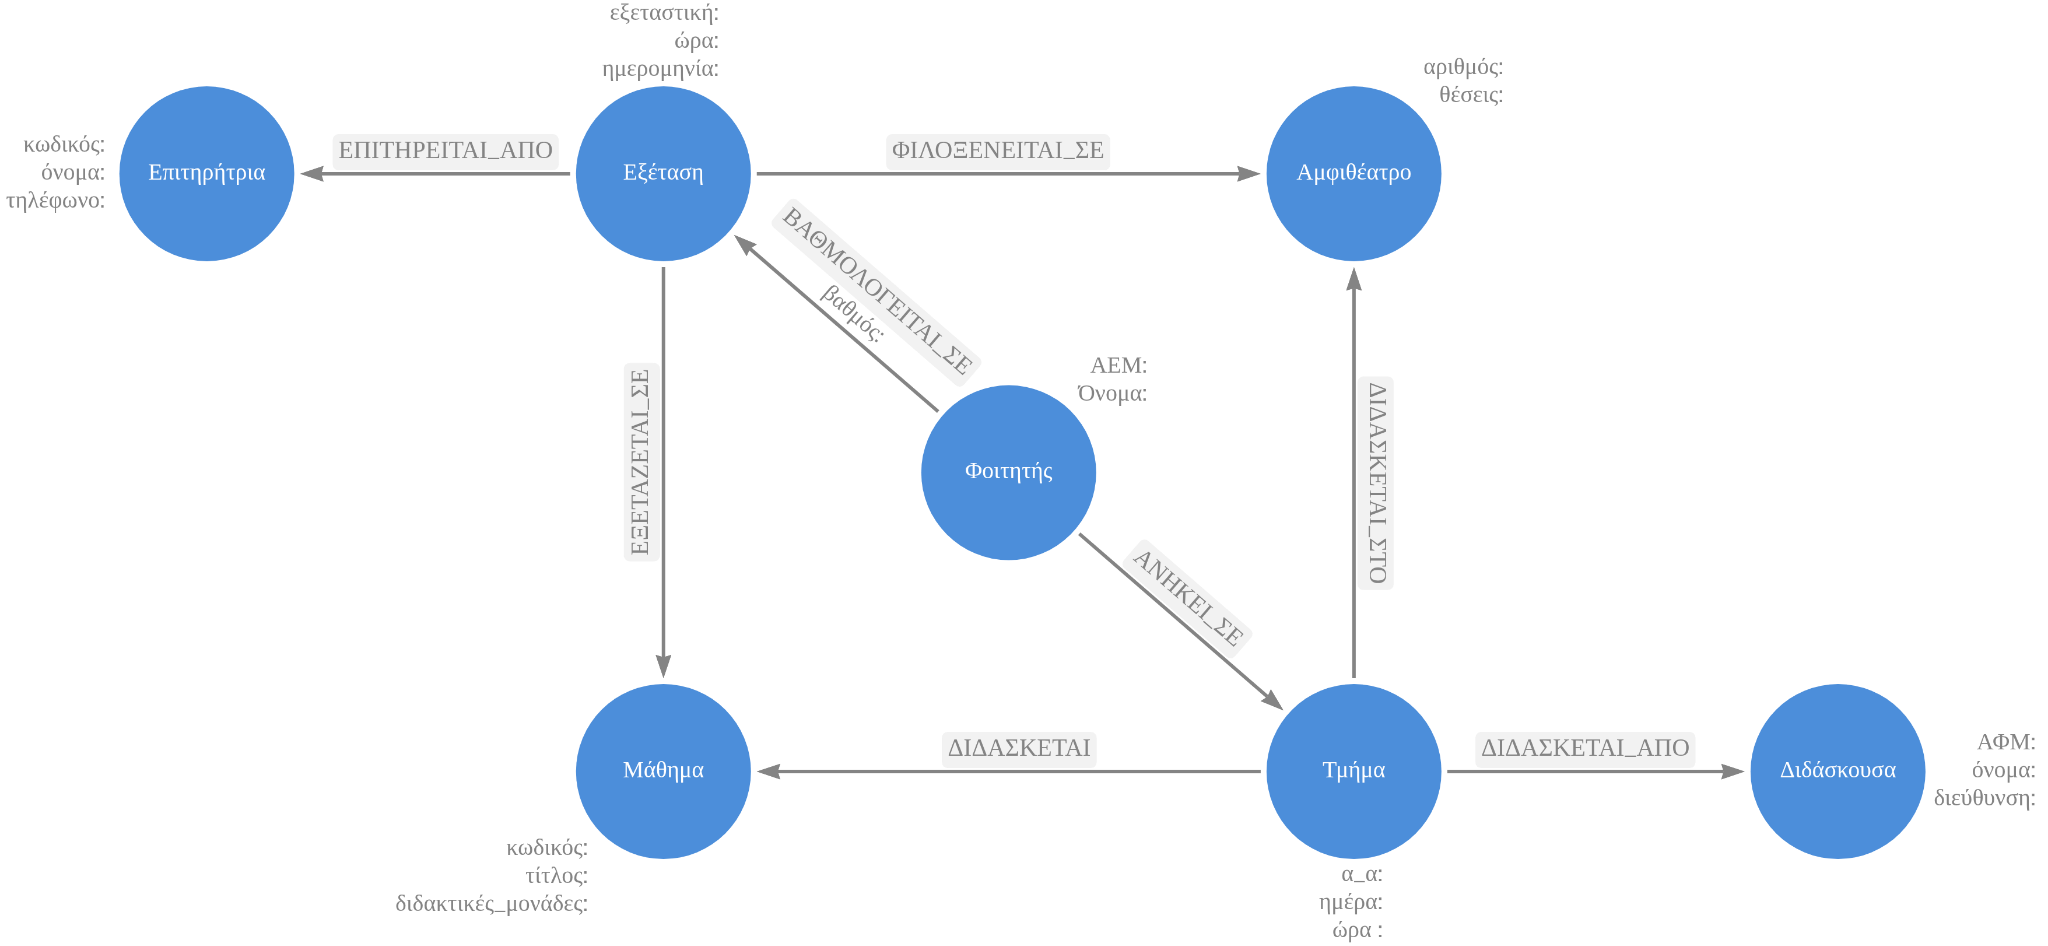 εξεταστική:
ώρα:
ημερομηνία:
αριθμός:
θέσεις:
κωδικός:
όνομα:
τηλέφωνο:
Επιτηρήτρια
ΕΠΙΤΗΡΕΙΤΑΙ_ΑΠΟ
Εξέταση
ΦΙΛΟΞΕΝΕΙΤΑΙ_ΣΕ
Αμφιθέατρο
ΒΑΘΜΟΛΟΓΕΙΤΑΙ_ΣΕ
βαθμός:
ΑΕΜ:
Όνομα:
ΕΞΕΤΑΖΕΤΑΙ_ΣΕ
Φοιτητής
ΔΙΔΑΣΚΕΤΑΙ_ΣΤΟ
ΑΝΗΚΕΙ_ΣΕ
Μάθημα
ΔΙΔΑΣΚΕΤΑΙ
Τμήμα
ΔΙΔΑΣΚΕΤΑΙ_ΑΠΟ
Διδάσκουσα
ΑΦΜ:
όνομα:
διεύθυνση:
κωδικός:
τίτλος:
διδακτικές_μονάδες:
α_α:
ημέρα:
ώρα :